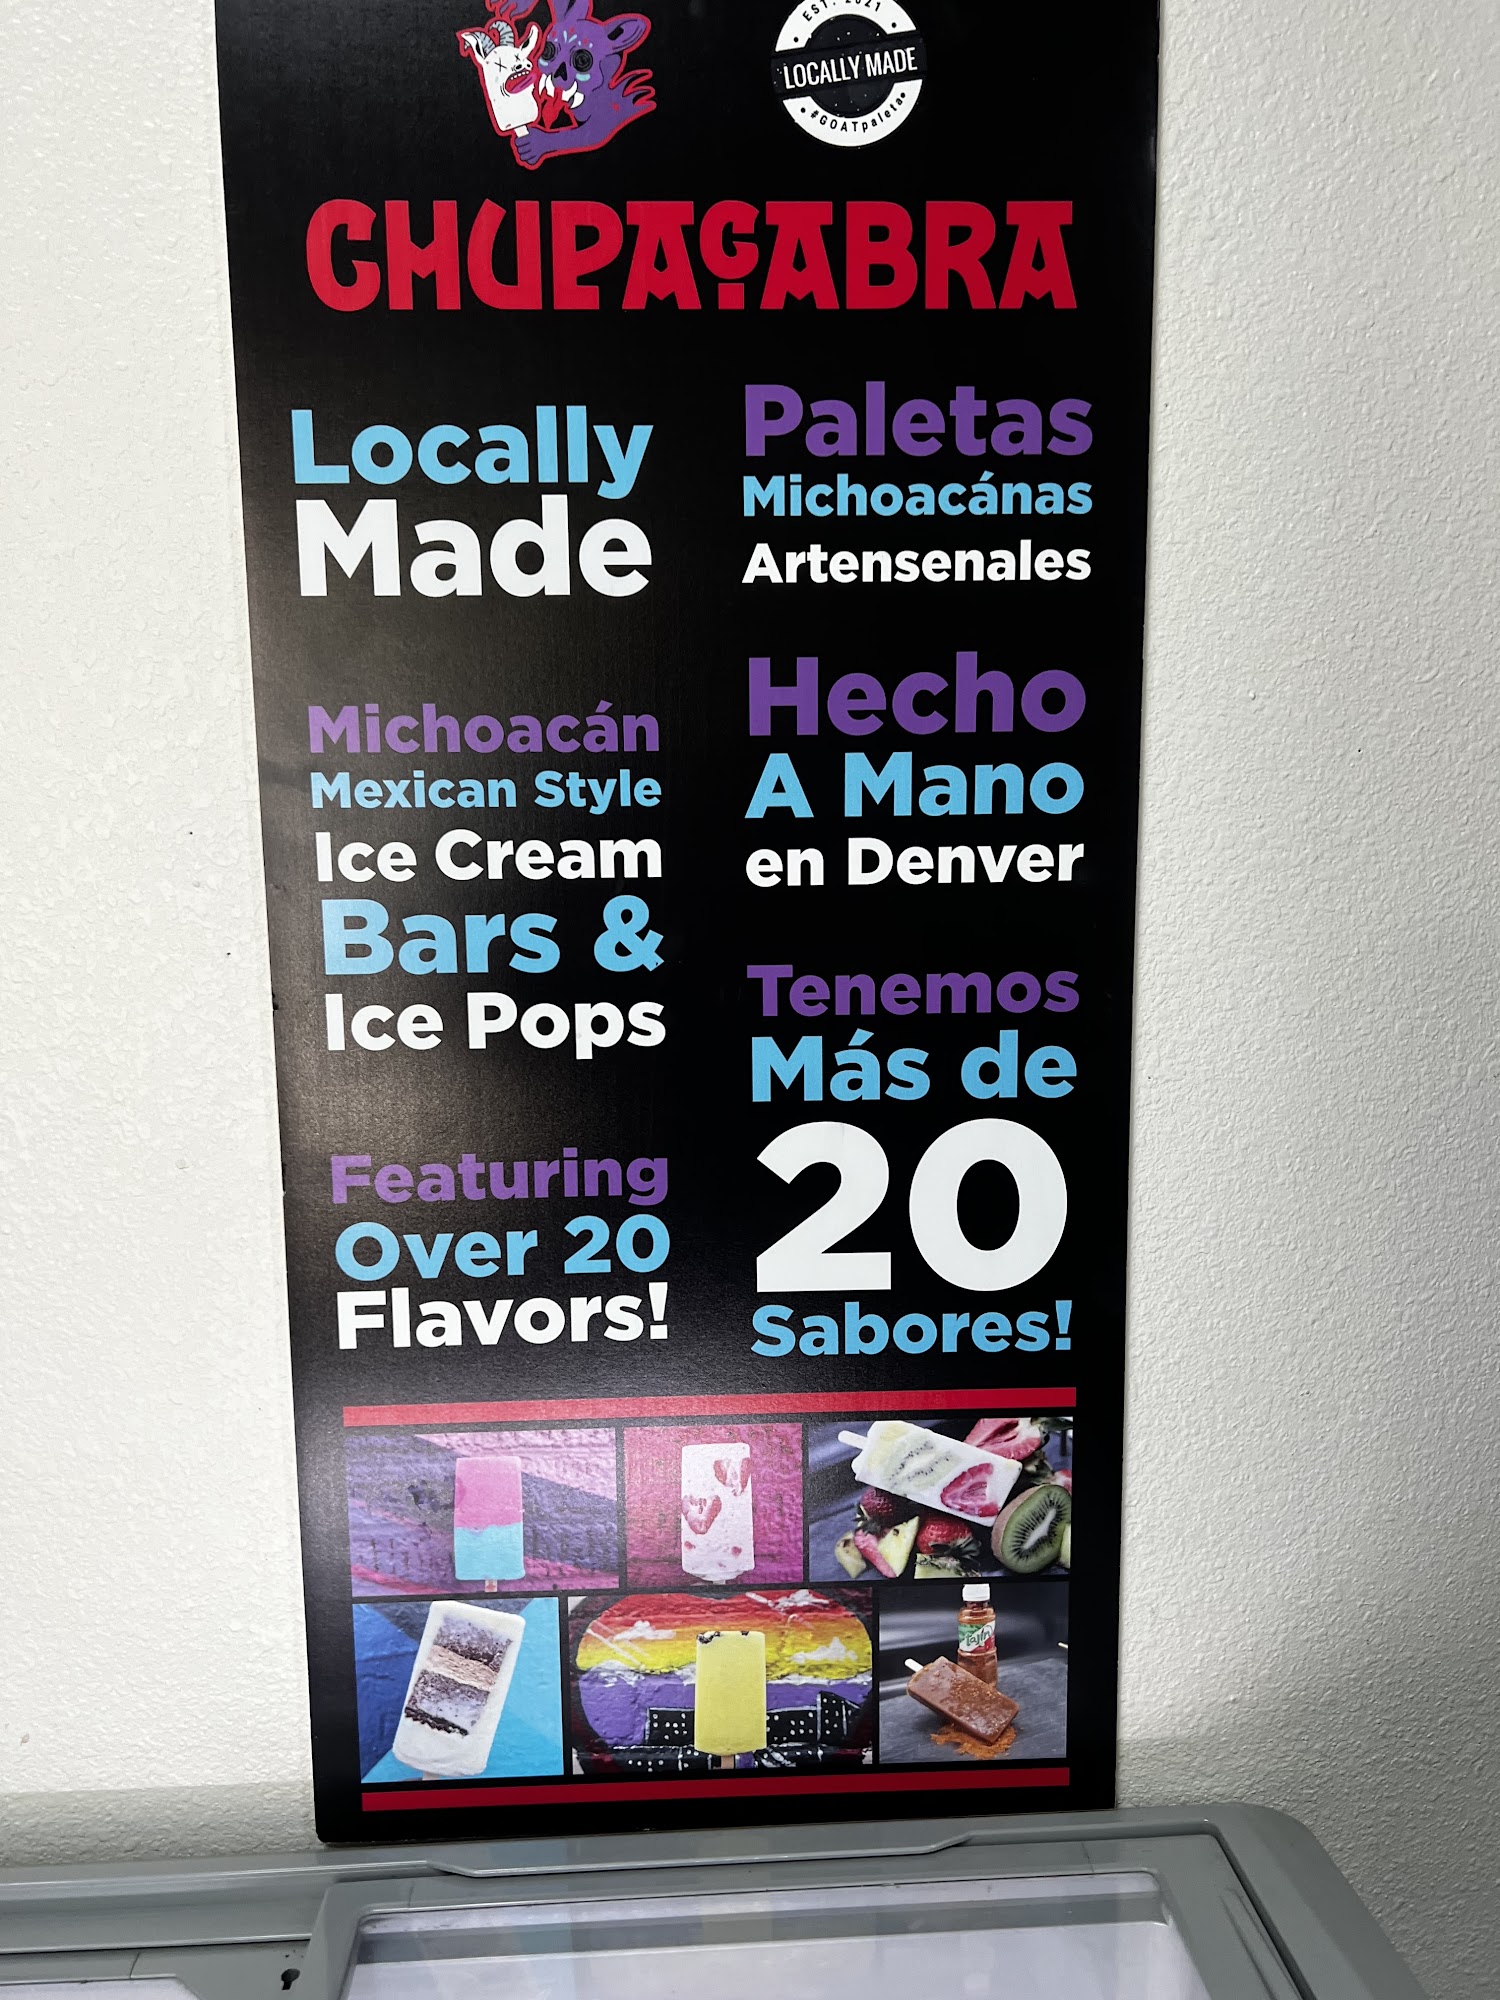 EST. 2021
LOCALLY MADE
#GOATpaleta
CHUPACABRA
Locally
Made
Michoacán
Mexican Style
Ice Cream
Bars &
Ice Pops
Featuring
Over 20
Flavors!
Paletas
Michoacánas
Artensenales
Hecho
A Mano
en Denver
Tenemos
Más de
20
Sabores!
Tajín